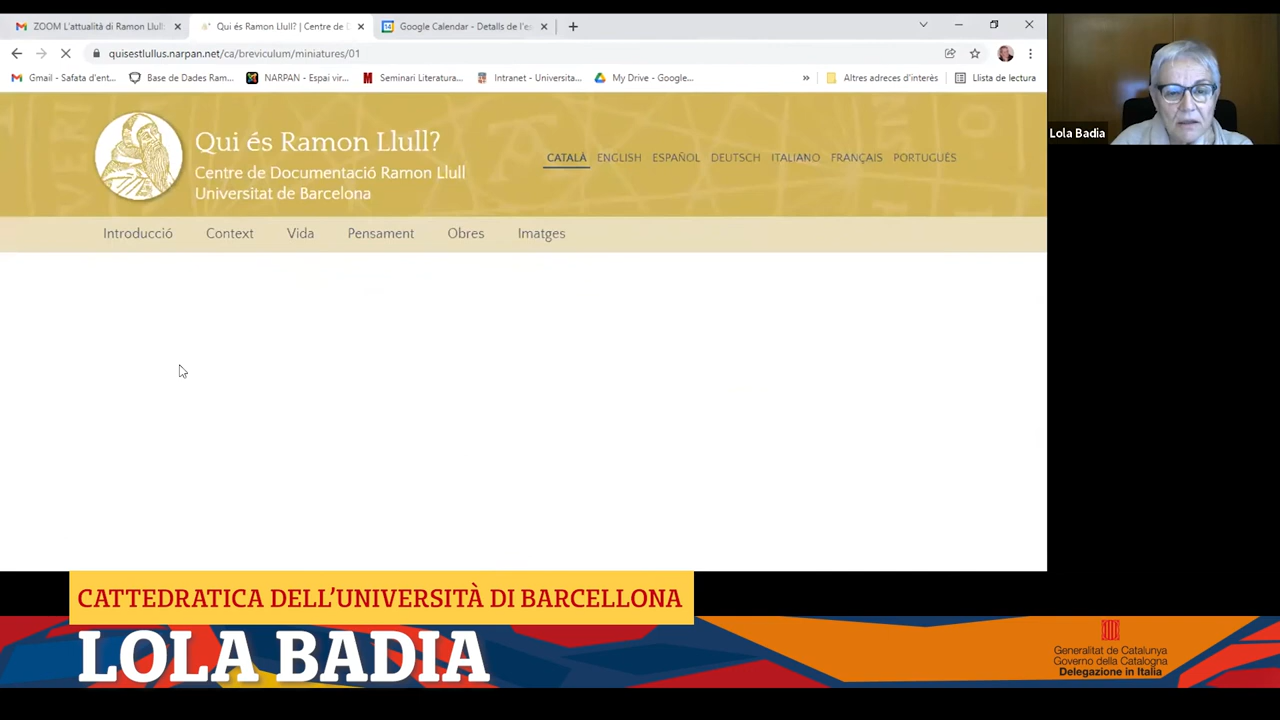 ZOOM L'attualità di Ramon Llull
Qui és Ramon Llull? | Centre de D
Google Calendar - Detalls de l'es
quisestlullus.narpan.net/ca/breviculum/miniatures/01
Gmail - Safata d'ent...
Base de Dades Ram...
NARPAN - Espai vir...
Seminari Literatura...
Intranet - Universita...
My Drive - Google...
»
Altres adreces d'interès
Llista de lectura
Qui és Ramon Llull?
Centre de Documentació Ramon Llull
Universitat de Barcelona
CATALÀ ENGLISH ESPAÑOL DEUTSCH ITALIANO FRANÇAIS PORTUGUÊS
Introducció Context Vida Pensament Obres Imatges
Lola Badia
CATTEDRATICA DELL'UNIVERSITÀ DI BARCELLONA
LOLA BADIA
Generalitat de Catalunya
Governo della Catalogna
Delegazione in Italia